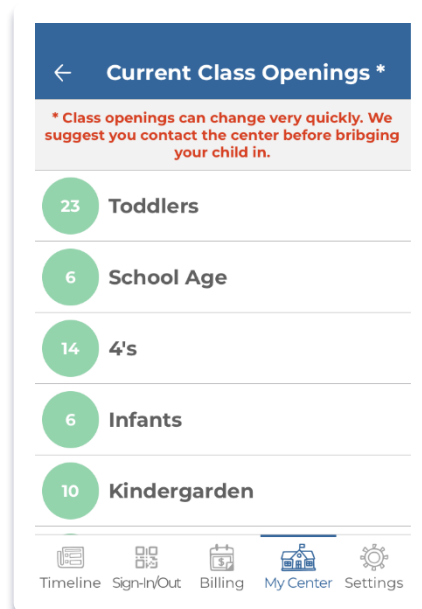 Current Class Openings *
* Class openings can change very quickly. We
suggest you contact the center before bribging
your child in.
23 Toddlers
6 School Age
14 4's
6 Infants
10 Kindergarden
Timeline Sign-In/Out Billing My Center Settings